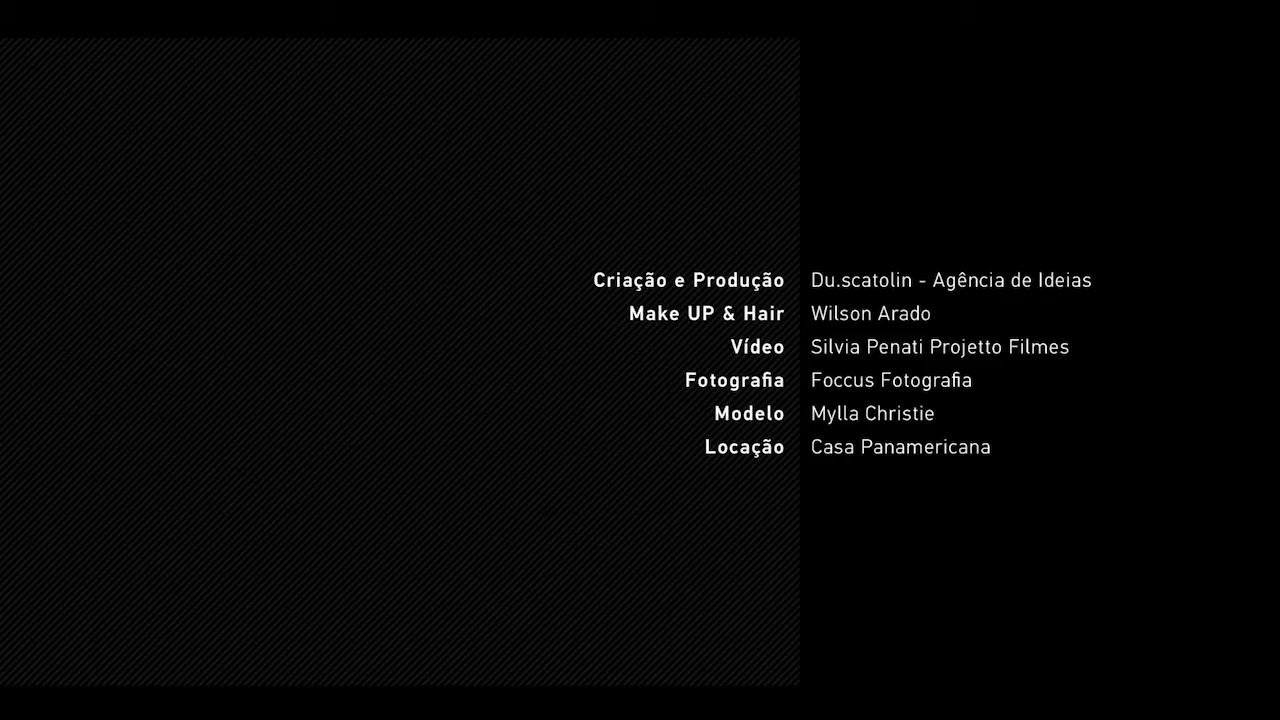 Criação e Produção Du.scatolin - Agência de Ideias
Make UP & Hair Wilson Arado
Vídeo Silvia Penati Projetto Filmes
Fotografia Foccus Fotografia
Modelo Mylla Christie
Locação Casa Panamericana